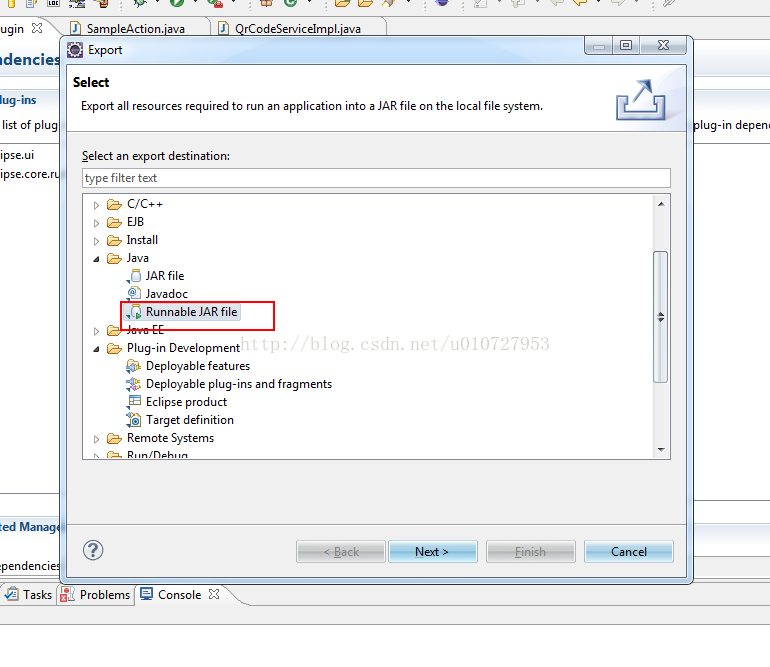 SampleAction.java
QrCodeServiceImpl.java
ugin
ndencies
lug-ins
list of plug
plug-in depen
ipse.ui
ipse.core.ru
Export
Select
Export all resources required to run an application into a JAR file on the local file system.
Select an export destination:
type filter text
C/C++
EJB
Install
Java
JAR file
Javadoc
Runnable JAR file
Java EE
Plug-in Development
http://blog.csdn.net/u010727953
Deployable features
Deployable plug-ins and fragments
Eclipse product
Target definition
Remote Systems
Run/Debug
ted Manage
ependencies
?
< Back
Next >
Finish
Cancel
Tasks
Problems
Console